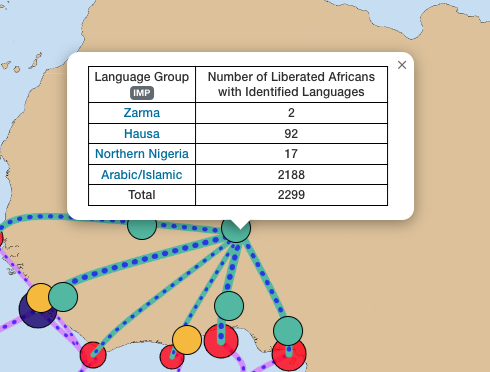 ×
Language Group
IMP
Number of Liberated Africans
with Identified Languages
Zarma 2
Hausa 92
Northern Nigeria 17
Arabic/Islamic 2188
Total 2299